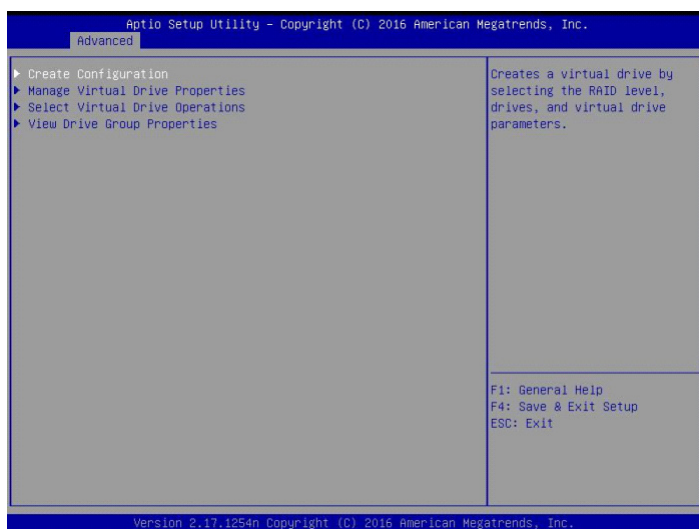 Aptio Setup Utility – Copyright (C) 2016 American Megatrends, Inc.
Advanced
Create Configuration
Manage Virtual Drive Properties
Select Virtual Drive Operations
View Drive Group Properties
Creates a virtual drive by
selecting the RAID level,
drives, and virtual drive
parameters.
F1: General Help
F4: Save & Exit Setup
ESC: Exit
Version 2.17.1254n Copyright (C) 2016 American Megatrends, Inc.